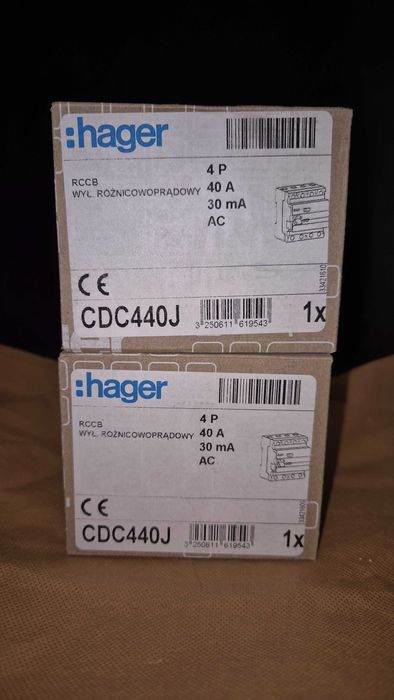 :hager
RCCB
WYŁ. RÓŻNICOWOPRĄDOWY
4 P
40 A
30 mA
AC
CE
CDC440J
3 250611 619543
1x
:hager
RCCB
WYŁ. RÓŻNICOWOPRĄDOWY
4 P
40 A
30 mA
AC
CE
CDC440J
3 250611 619543
1x